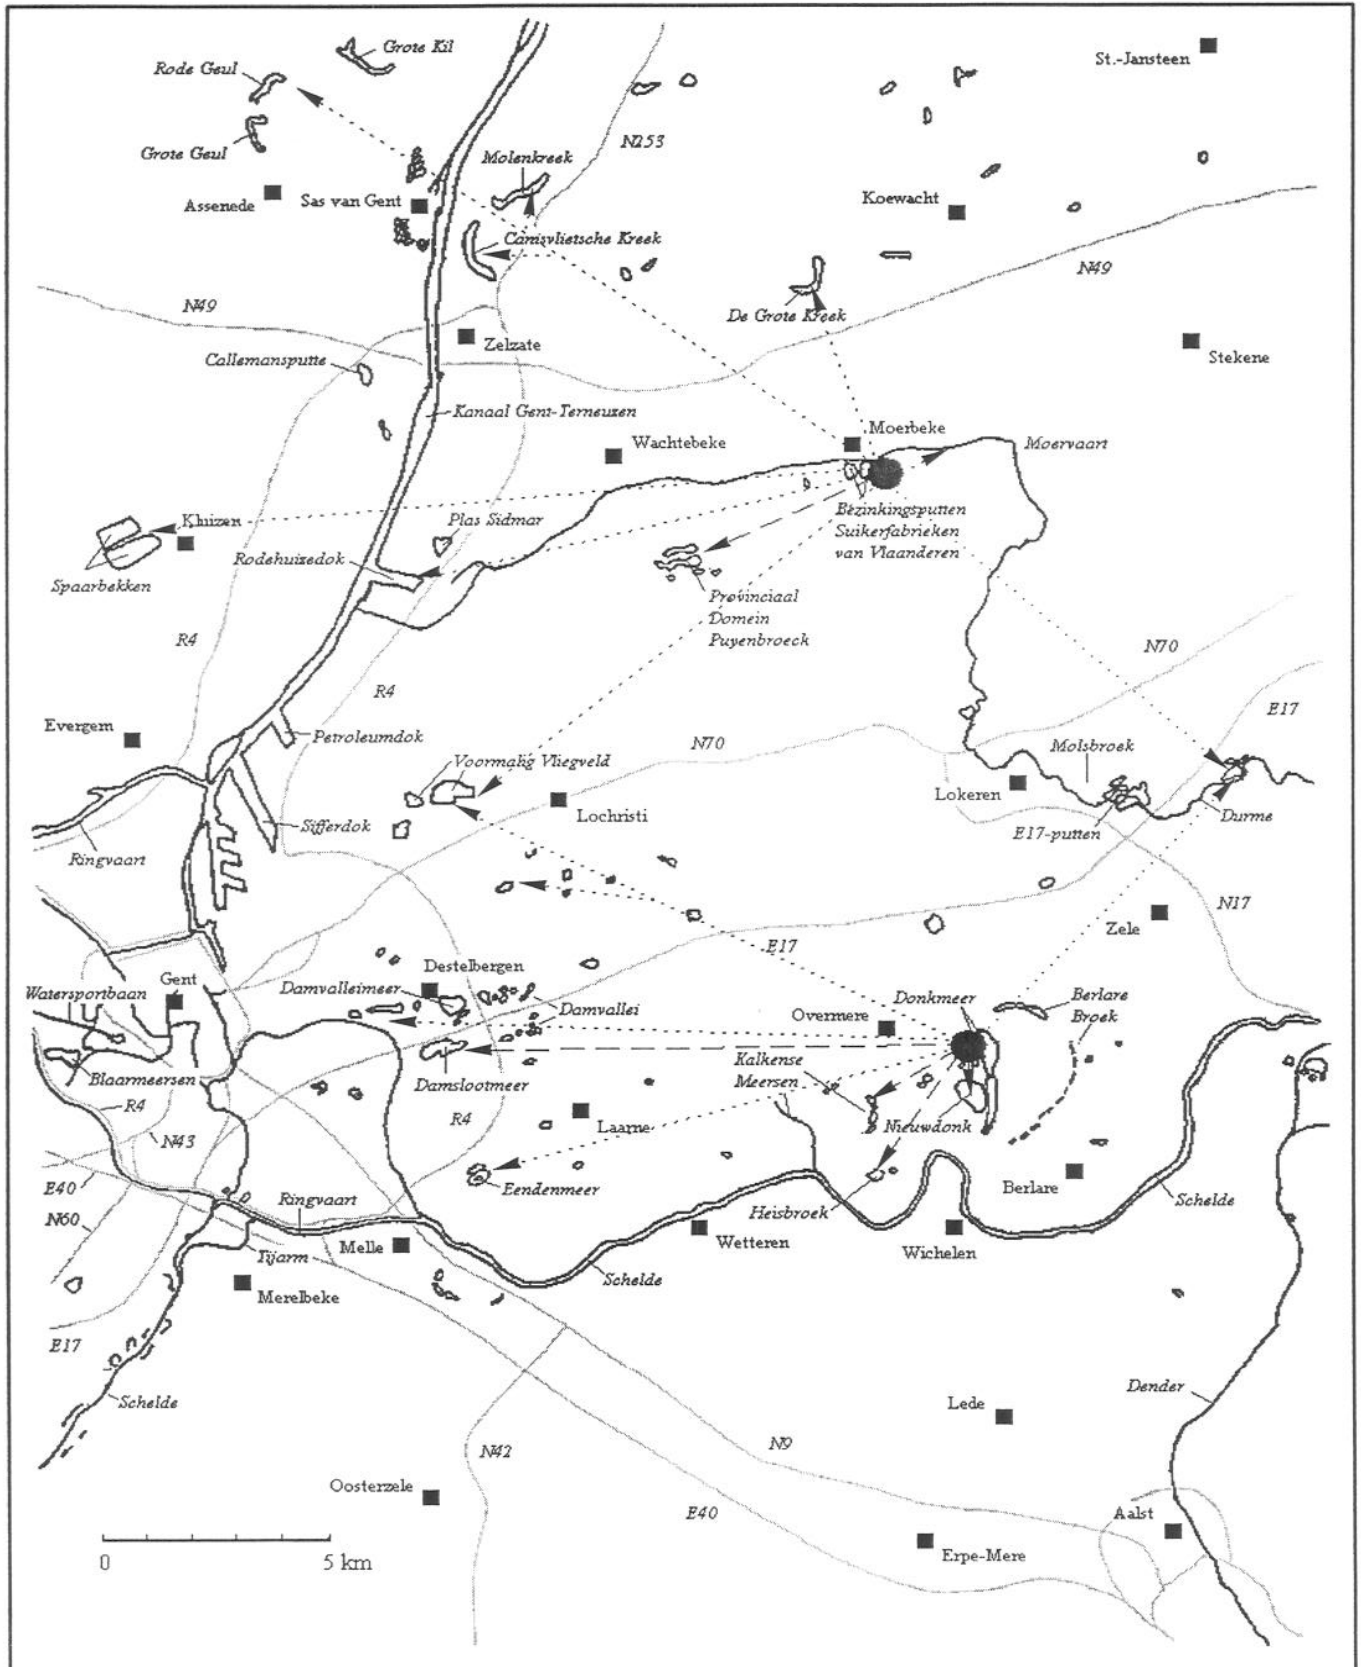 Grote Kil
Rode Geul
St.-Jansteen
N253
Grote Geul
Molenkreek
Assenede
Sas van Gent
Koewacht
Canisvlietsche Kreek
N49
N49
De Grote Kreek
Zelzate
Callemansputte
Stekene
Kanaal Gent-Terneuzen
Wachtebeke
Moerbeke
Moervaart
Kluizen
Plas Sidmar
Bezinkingsputten
Suikerfabrieken
van Vlaanderen
Rodehuizedok
Spaarbekken
Provinciaal
Domein
Puyenbroeck
R4
N70
R4
E17
Evergem
Petroleumdok
N70
Molsbroek
Voormalig Vliegveld
Lokeren
Lochristi
Sifferdok
E17-putten
Durme
Ringvaart
N17
Zele
E17
Destelbergen
Gent
Damvalleimeer
Watersportbaan
Damvallei
Donkmeer
Berlare
Broek
Overmere
Kalkense
Meersen
Blaarmeersen
Damslootmeer
R4
R4
Laarne
Nieuwdonk
N43
E40
Eendenmeer
Berlare
Schelde
Ringvaart
N60
Heisbroek
Wetteren
Wichelen
Melle
Tijarm
Schelde
Merelbeke
E17
Schelde
Dender
Lede
N9
N42
Oosterzele
E40
Aalst
0 5 km
Erpe-Mere